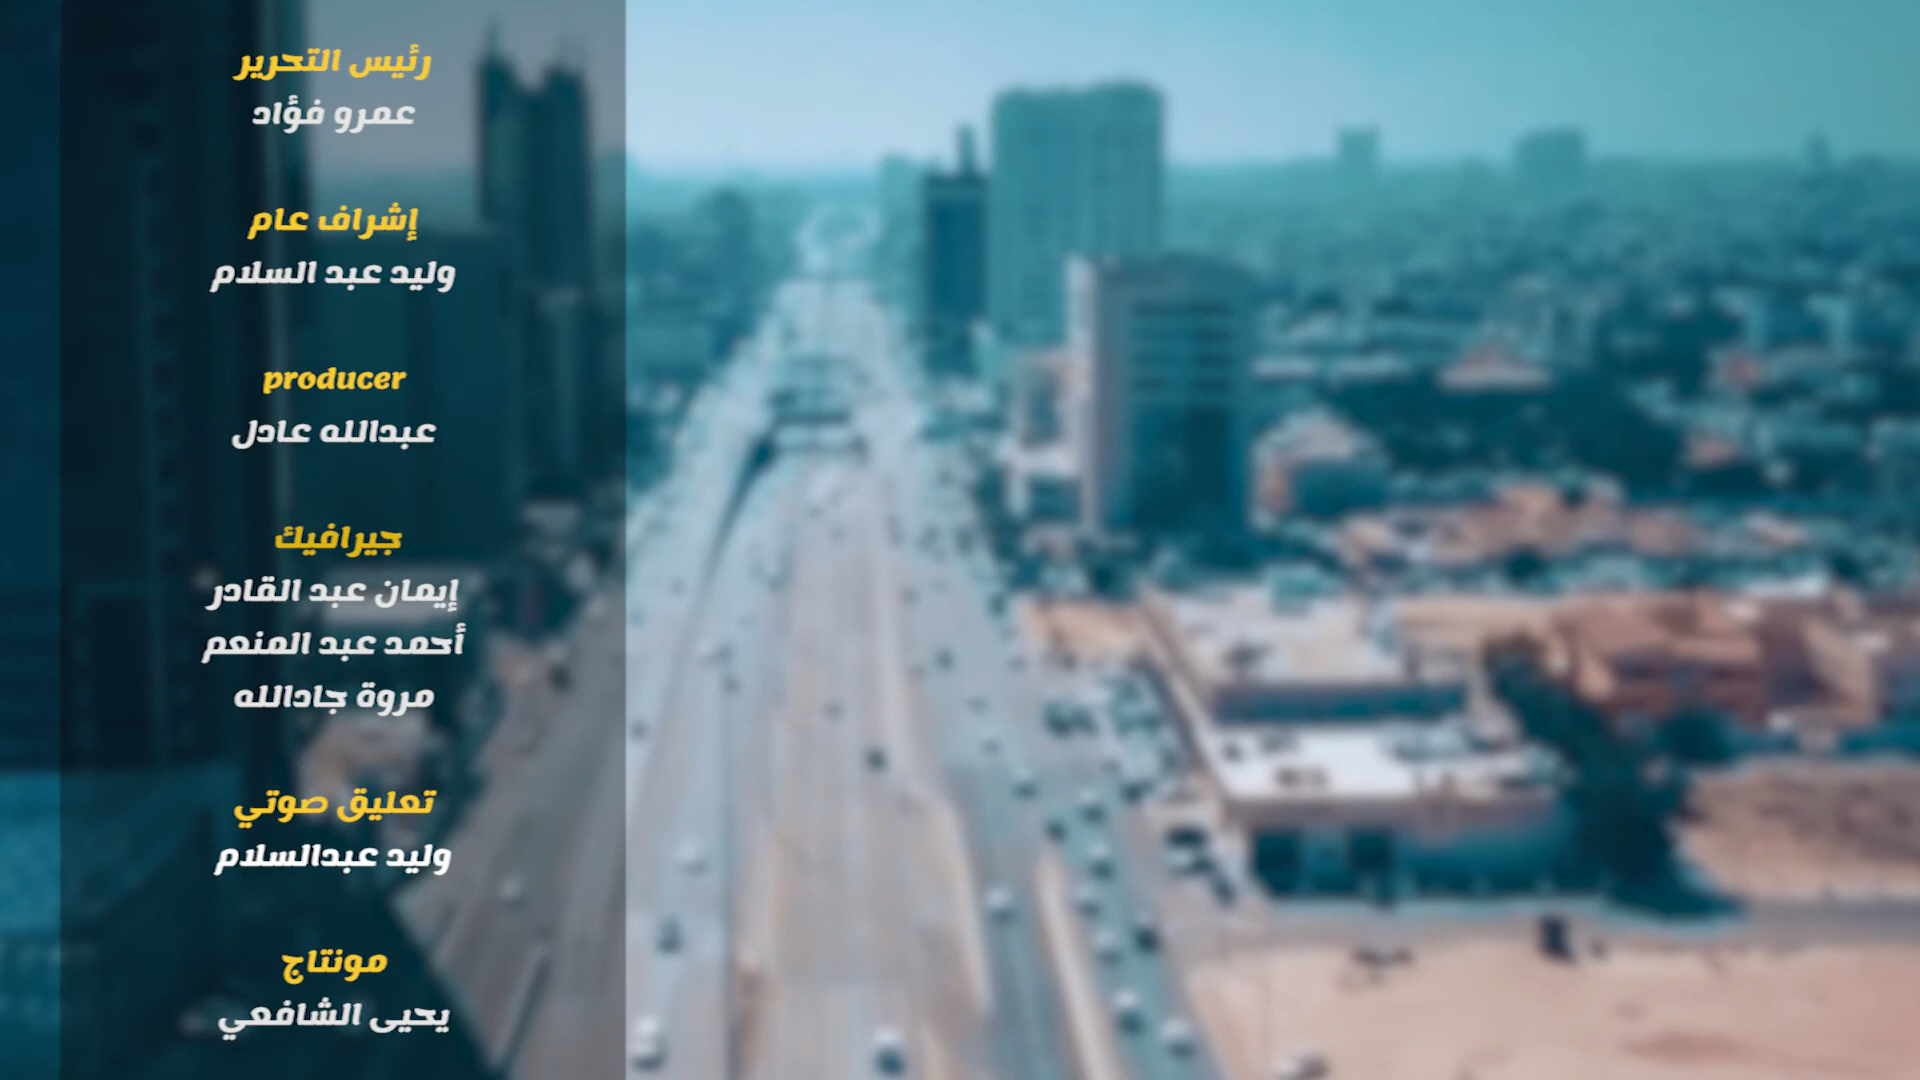 رئيس التحرير
عمرو فؤاد
إشراف عام
وليد عبد السلام
producer
عبدالله عادل
جيرافيك
إيمان عبد القادر
أحمد عبد المنعم
مروة جادالله
تعليق صوتي
وليد عبدالسلام
مونتاج
يحيى الشافعي